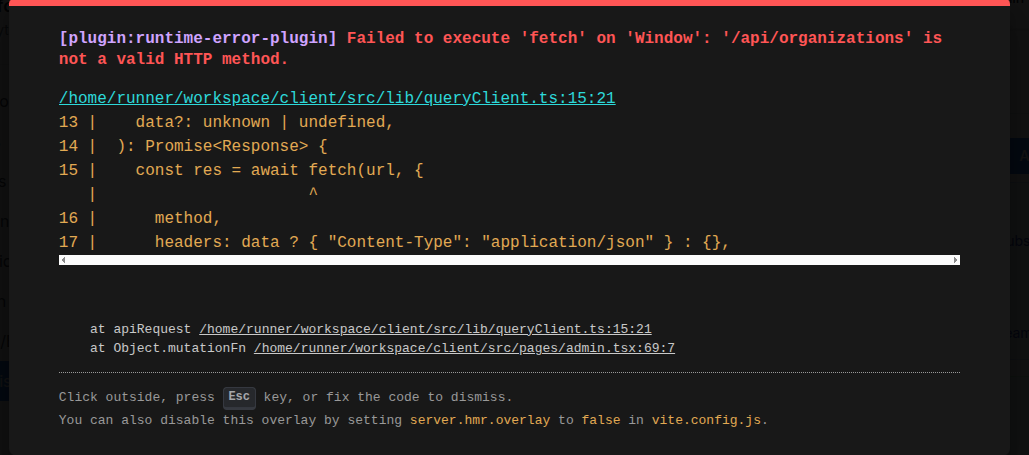 [plugin:runtime-error-plugin] Failed to execute 'fetch' on 'Window': '/api/organizations' is
not a valid HTTP method.
/home/runner/workspace/client/src/lib/queryClient.ts:15:21
13 |    data?: unknown | undefined,
14 |  ): Promise<Response> {
15 |    const res = await fetch(url, {
   |                      ^
16 |      method,
17 |      headers: data ? { "Content-Type": "application/json" } : {},
at apiRequest /home/runner/workspace/client/src/lib/queryClient.ts:15:21
at Object.mutationFn /home/runner/workspace/client/src/pages/admin.tsx:69:7
Click outside, press Esc key, or fix the code to dismiss.
You can also disable this overlay by setting server.hmr.overlay to false in vite.config.js.